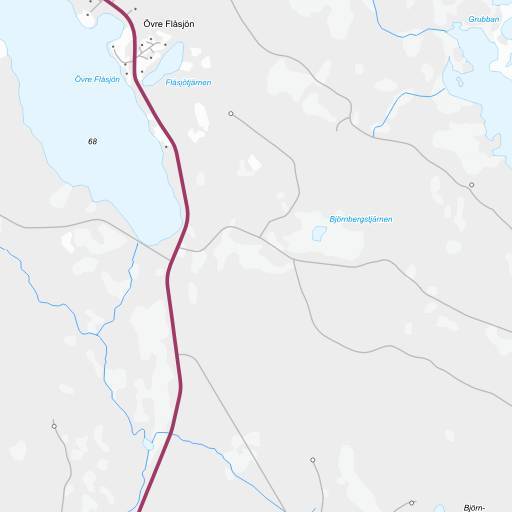 Grubban
Övre Flåsjön
Övre Flåsjön
Flåsjötjärnen
68
Björnbergstjärnen
Björn-